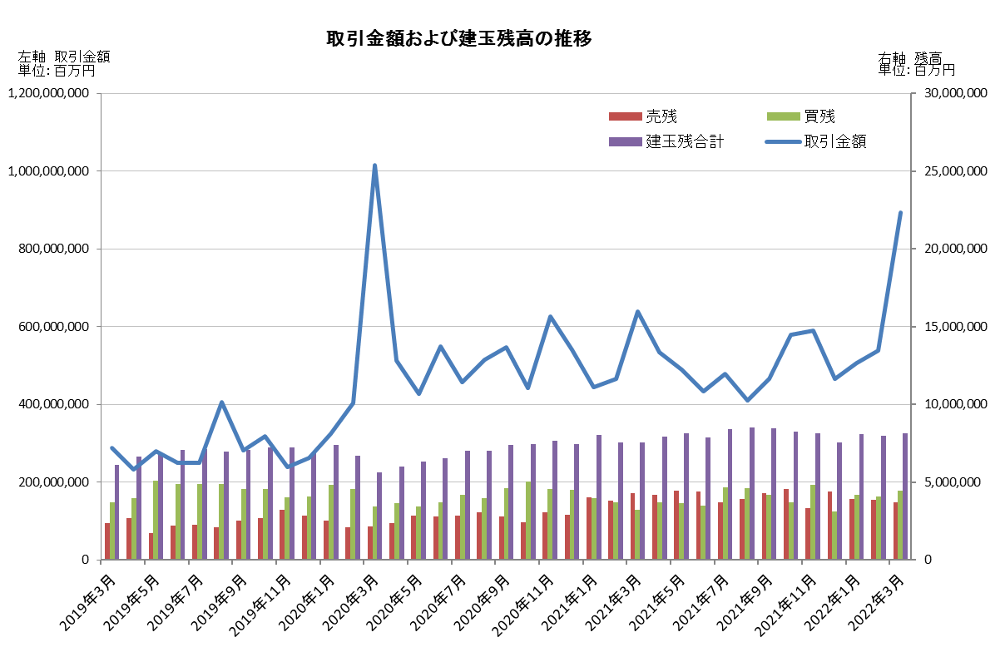 取引金額および建玉残高の推移
左軸 取引金額
単位：百万円
右軸 残高
単位：百万円
1,200,000,000
1,000,000,000
800,000,000
600,000,000
400,000,000
200,000,000
0
30,000,000
25,000,000
20,000,000
15,000,000
10,000,000
5,000,000
0
売残 買残
建玉残合計 取引金額
2019年3月
2019年5月
2019年7月
2019年9月
2019年11月
2020年1月
2020年3月
2020年5月
2020年7月
2020年9月
2020年11月
2021年1月
2021年3月
2021年5月
2021年7月
2021年9月
2021年11月
2022年1月
2022年3月